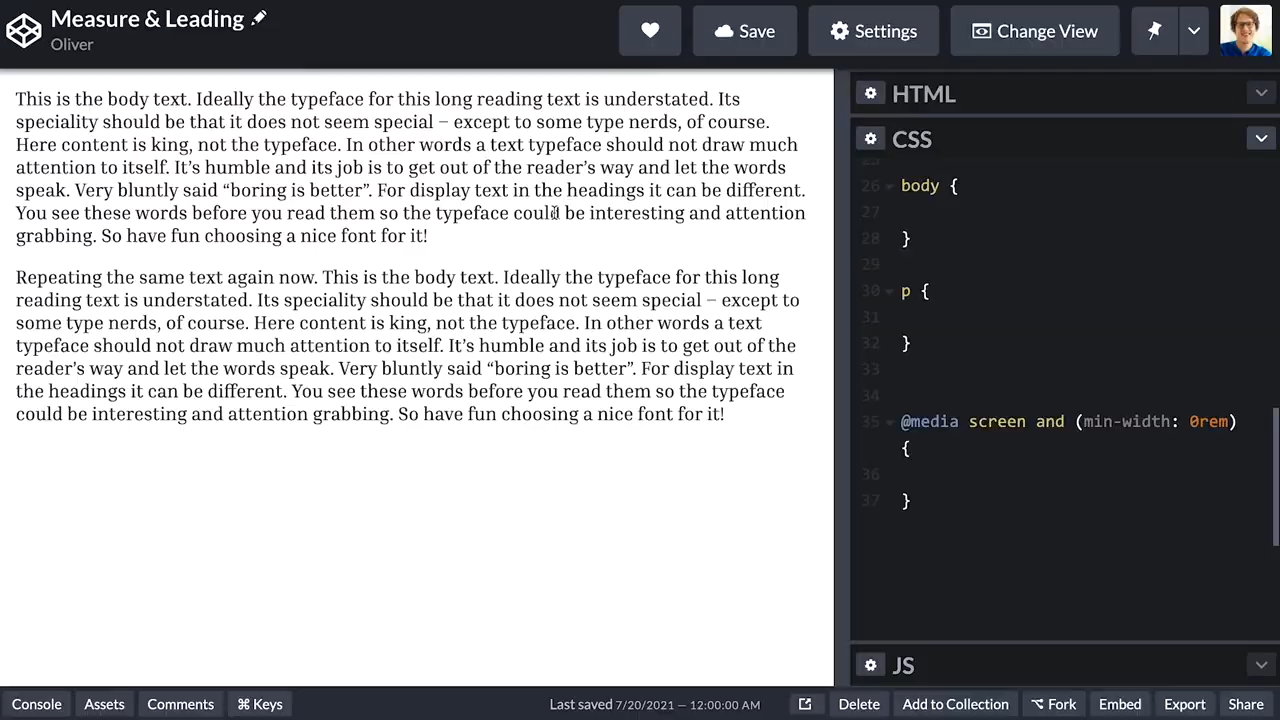 Measure & Leading
Oliver
Save
Settings
Change View
This is the body text. Ideally the typeface for this long reading text is understated. Its
speciality should be that it does not seem special – except to some type nerds, of course.
Here content is king, not the typeface. In other words a text typeface should not draw much
attention to itself. It’s humble and its job is to get out of the reader’s way and let the words
speak. Very bluntly said “boring is better”. For display text in the headings it can be different.
You see these words before you read them so the typeface could be interesting and attention
grabbing. So have fun choosing a nice font for it!
Repeating the same text again now. This is the body text. Ideally the typeface for this long
reading text is understated. Its speciality should be that it does not seem special – except to
some type nerds, of course. Here content is king, not the typeface. In other words a text
typeface should not draw much attention to itself. It’s humble and its job is to get out of the
reader’s way and let the words speak. Very bluntly said “boring is better”. For display text in
the headings it can be different. You see these words before you read them so the typeface
could be interesting and attention grabbing. So have fun choosing a nice font for it!
HTML
CSS
25
26 body {
27
28 }
29
30 p {
31
32 }
33
34
35 @media screen and (min-width: 0rem)
{
36
37 }
JS
Console Assets Comments ⌘ Keys Last saved 7/20/2021 — 12:00:00 AM Delete Add to Collection ⌥ Fork Embed Export Share